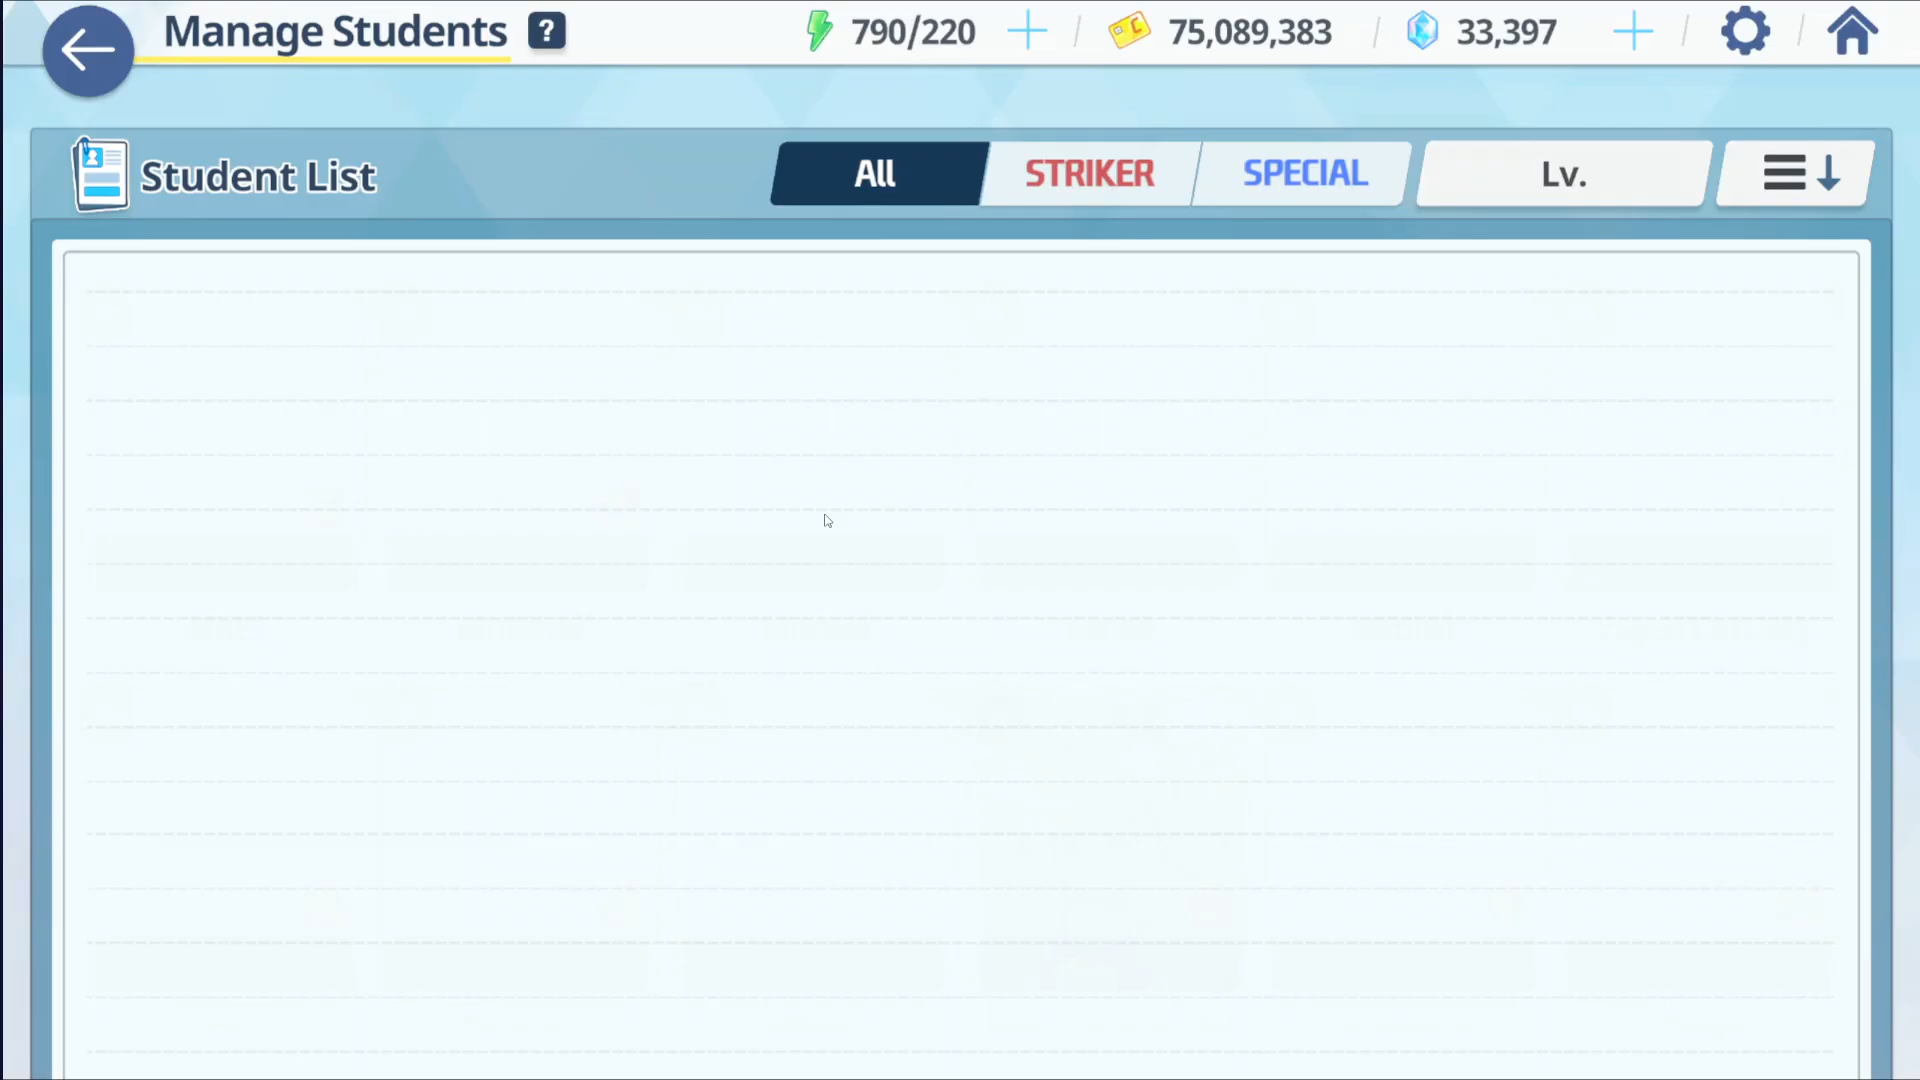 Manage Students ? 790/220 75,089,383 33,397
Student List All STRIKER SPECIAL Lv.